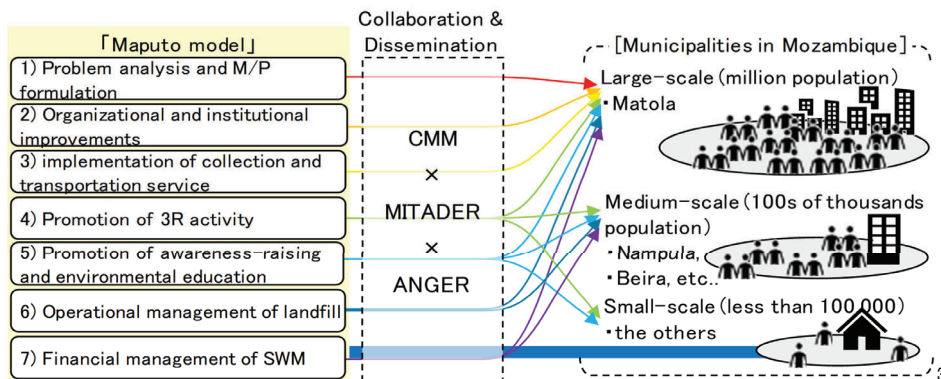 「Maputo model」
1) Problem analysis and M/P
formulation
2) Organizational and institutional
improvements
3) implementation of collection and
transportation service
4) Promotion of 3R activity
5) Promotion of awareness-raising
and environmental education
6) Operational management of landfill
7) Financial management of SWM
Collaboration &
Dissemination
CMM
×
MITADER
×
ANGER
[Municipalities in Mozambique]
Large-scale (million population)
・Matola
Medium-scale (100s of thousands
population)
・Nampula,
・Beira, etc..
Small-scale (less than 100,000)
・the others